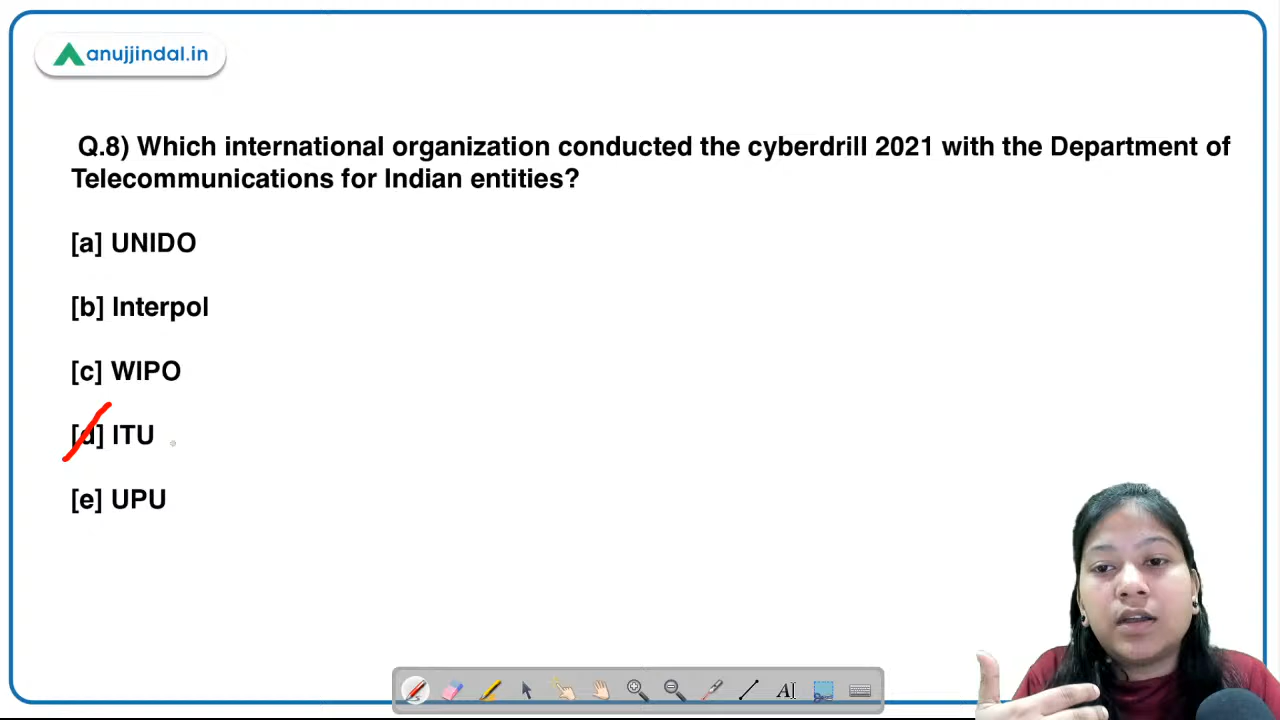 anujjindal.in
Q.8) Which international organization conducted the cyberdrill 2021 with the Department of
Telecommunications for Indian entities?
[a] UNIDO
[b] Interpol
[c] WIPO
[d] ITU
[e] UPU
AI